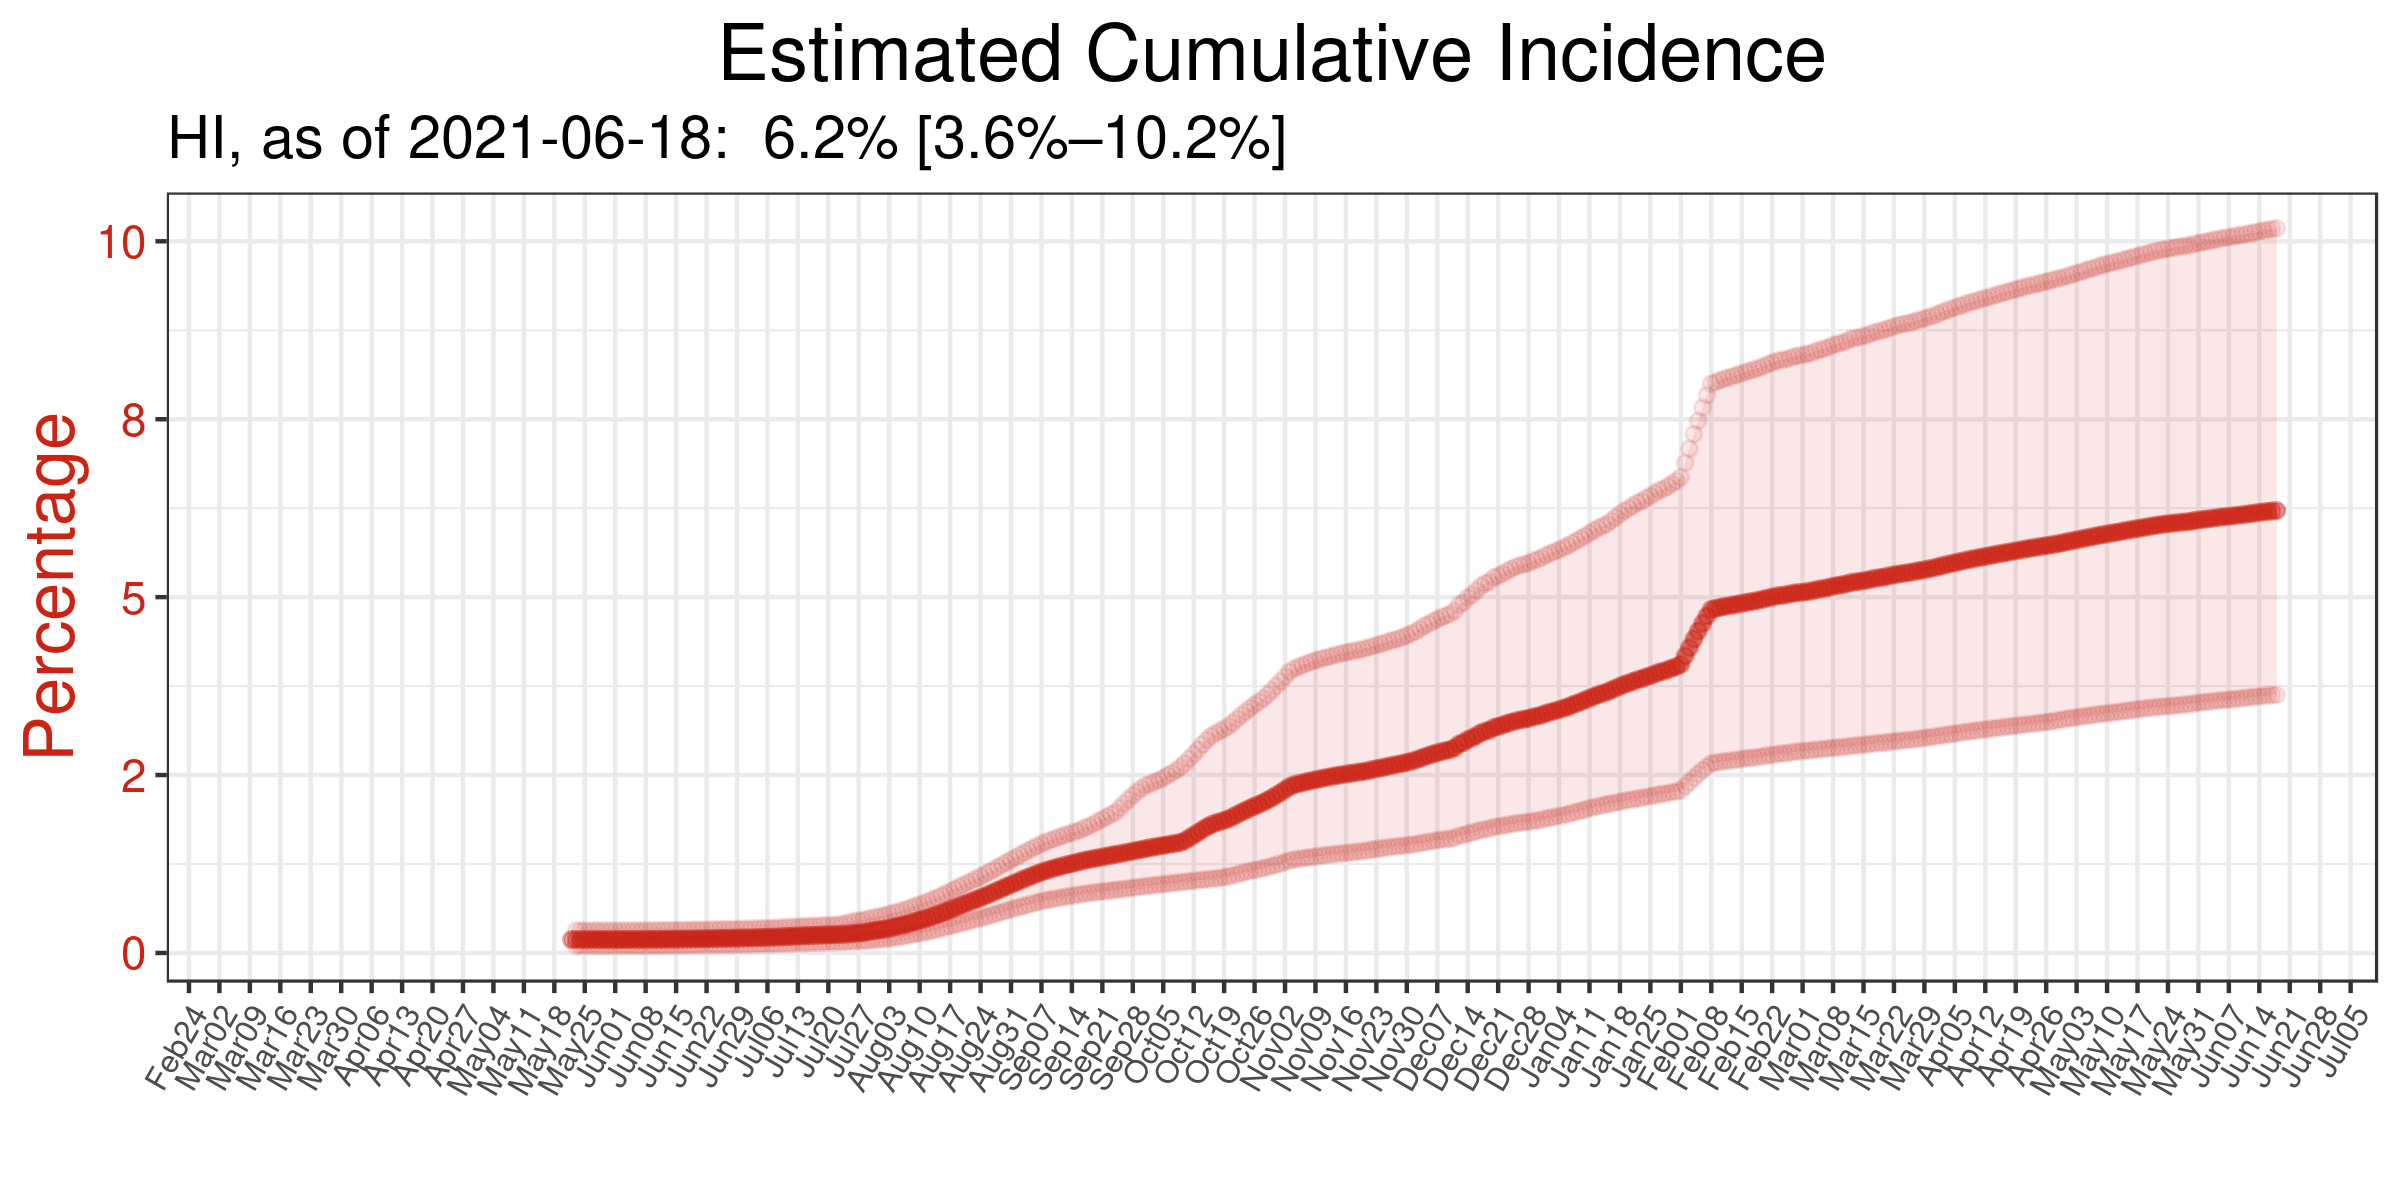 Estimated Cumulative Incidence
HI, as of 2021-06-18:  6.2% [3.6%–10.2%]
Percentage
10
8
5
2
0
Feb24
Mar02
Mar09
Mar16
Mar23
Mar30
Apr06
Apr13
Apr20
Apr27
May04
May11
May18
May25
Jun01
Jun08
Jun15
Jun22
Jun29
Jul06
Jul13
Jul20
Jul27
Aug03
Aug10
Aug17
Aug24
Aug31
Sep07
Sep14
Sep21
Sep28
Oct05
Oct12
Oct19
Oct26
Nov02
Nov09
Nov16
Nov23
Nov30
Dec07
Dec14
Dec21
Dec28
Jan04
Jan11
Jan18
Jan25
Feb01
Feb08
Feb15
Feb22
Mar01
Mar08
Mar15
Mar22
Mar29
Apr05
Apr12
Apr19
Apr26
May03
May10
May17
May24
May31
Jun07
Jun14
Jun21
Jun28
Jul05